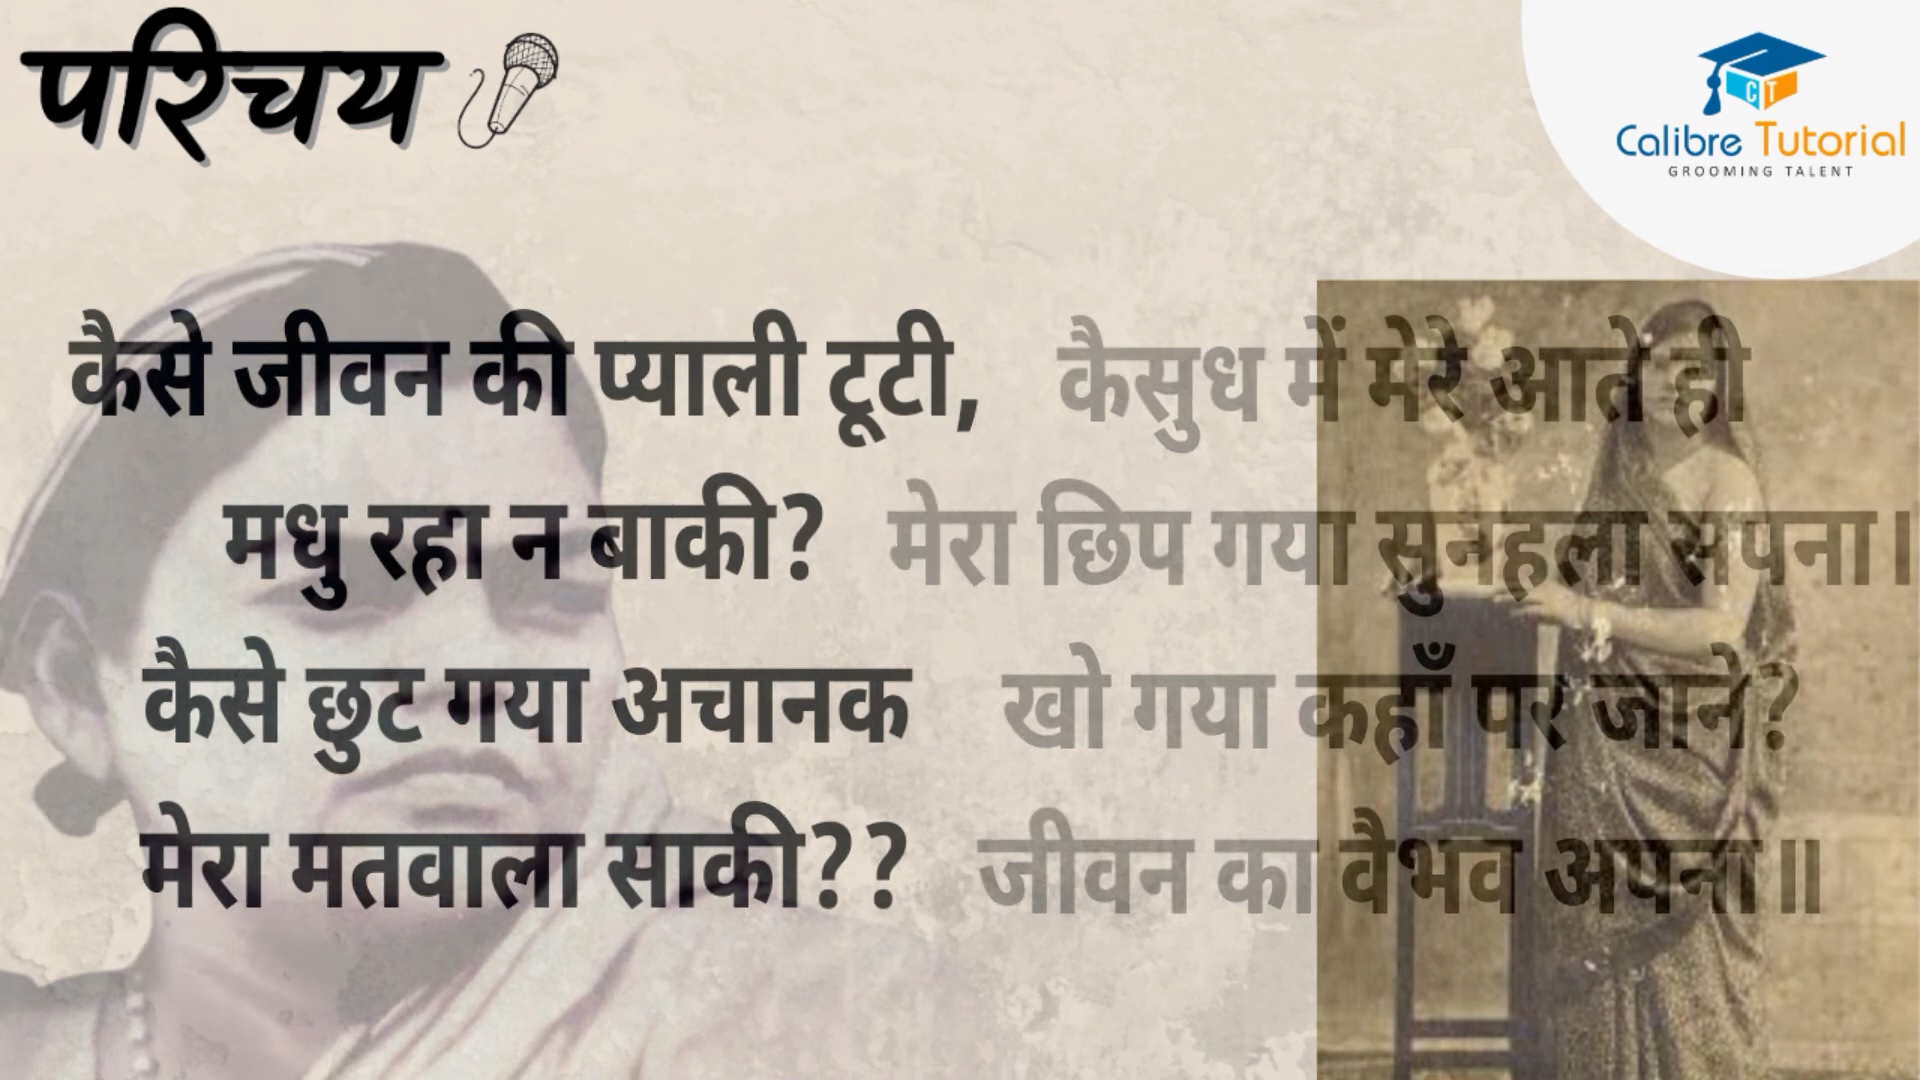 परिचय
Calibre Tutorial
GROOMING TALENT
कैसे जीवन की प्याली टूटी,
मधु रहा न बाकी?
कैसे छुट गया अचानक
मेरा मतवाला साकी??
कैसुध में मेरे आते ही
मेरा छिप गया सुनहला सपना।
खो गया कहाँ पर जाने?
जीवन का वैभव अपना॥